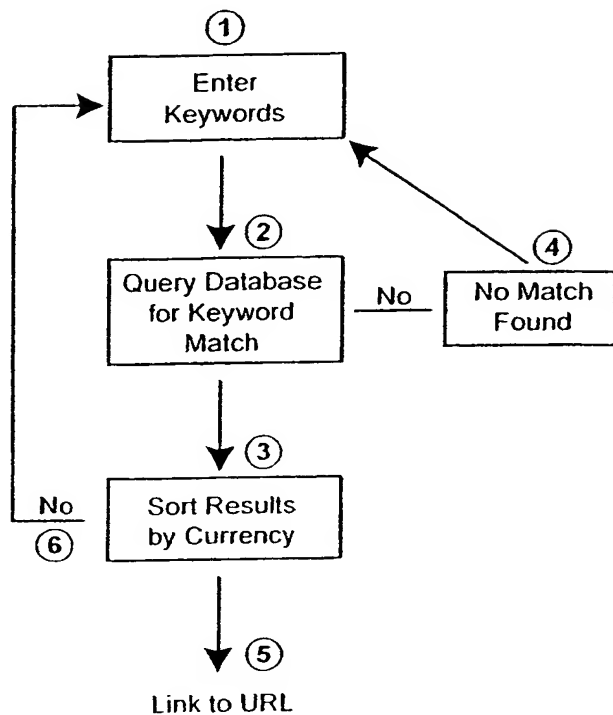 1
Enter
Keywords
2
Query Database
for Keyword
Match
No
4
No Match
Found
3
Sort Results
by Currency
No
6
5
Link to URL